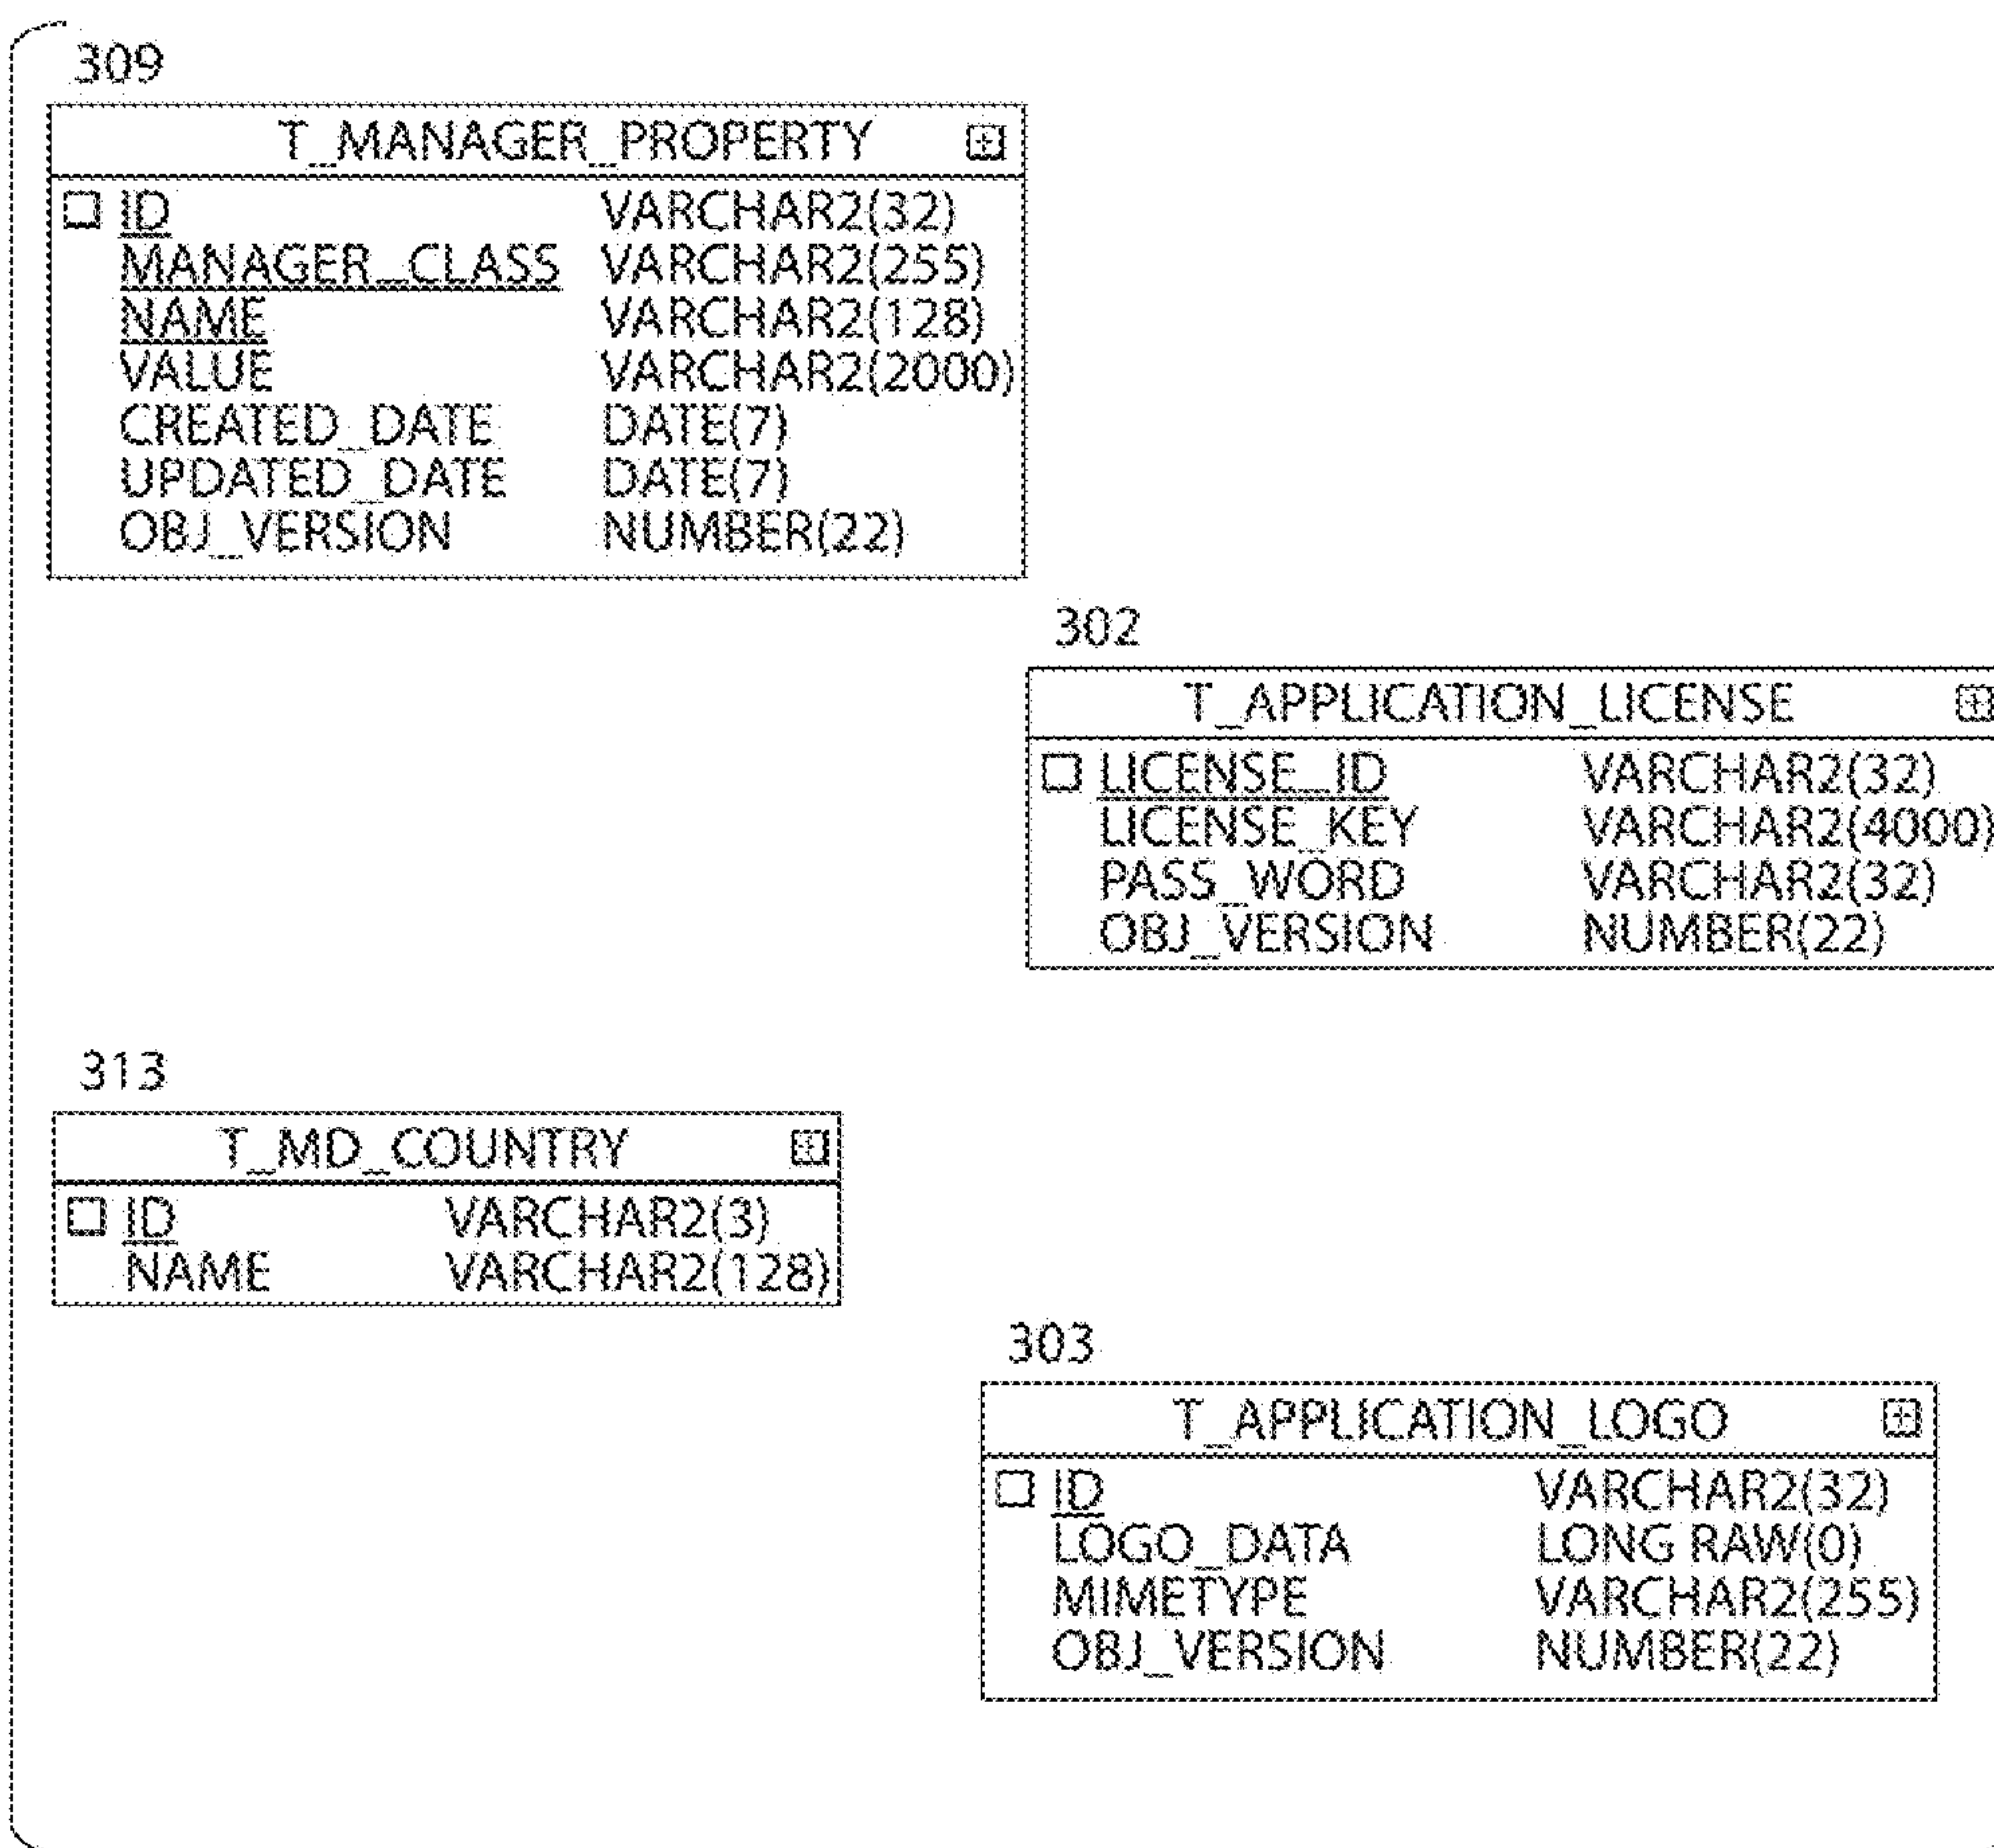 309
T_MANAGER_PROPERTY
ID VARCHAR2(32)
MANAGER_CLASS VARCHAR2(255)
NAME VARCHAR2(128)
VALUE VARCHAR2(2000)
CREATED_DATE DATE(7)
UPDATED_DATE DATE(7)
OBJ_VERSION NUMBER(22)
302
T_APPLICATION_LICENSE
LICENSE_ID VARCHAR2(32)
LICENSE_KEY VARCHAR2(4000)
PASS_WORD VARCHAR2(32)
OBJ_VERSION NUMBER(22)
313
T_MD_COUNTRY
ID VARCHAR2(3)
NAME VARCHAR2(128)
303
T_APPLICATION_LOGO
ID VARCHAR2(32)
LOGO_DATA LONG RAW(0)
MIMETYPE VARCHAR2(255)
OBJ_VERSION NUMBER(22)